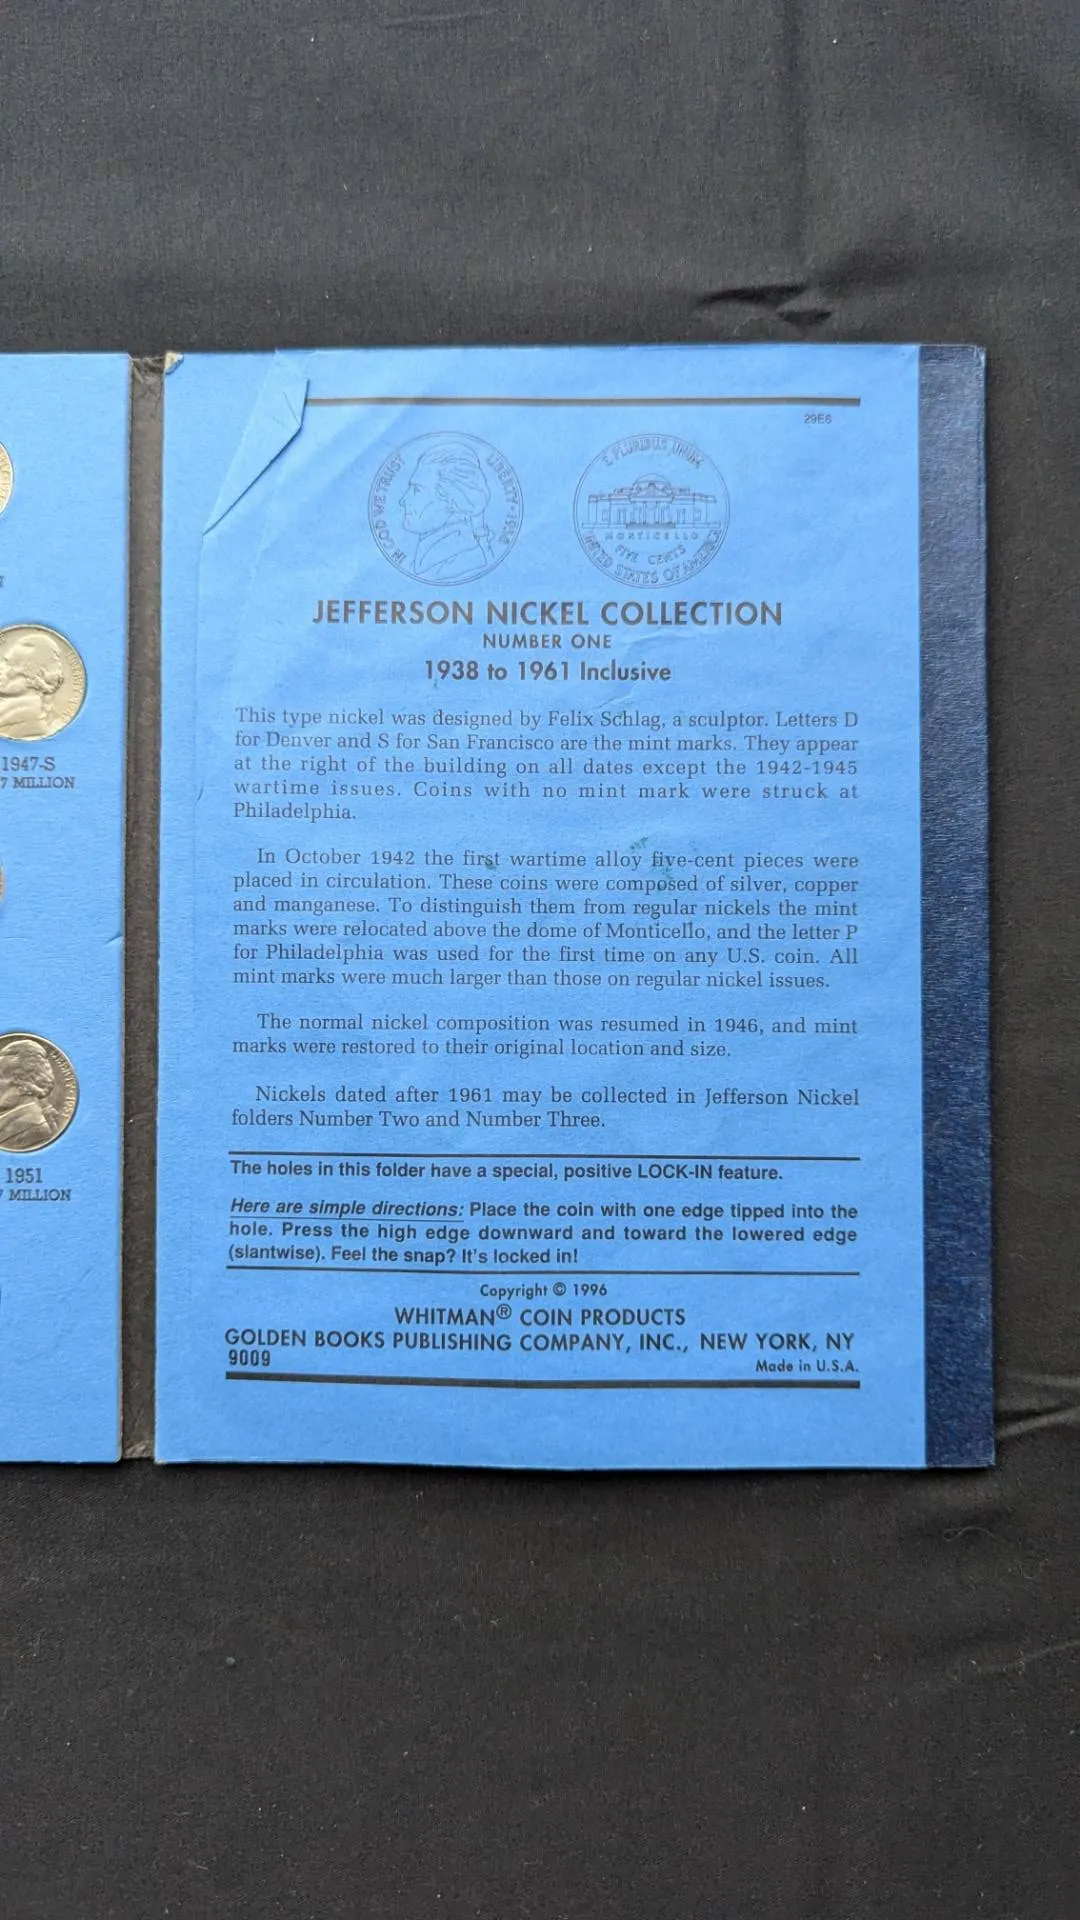 1947-S
7 MILLION
1951
7 MILLION
29E6
IN GOD WE TRUST
LIBERTY · 1938
E PLURIBUS UNUM
MONTICELLO
FIVE CENTS
UNITED STATES OF AMERICA
JEFFERSON NICKEL COLLECTION
NUMBER ONE
1938 to 1961 Inclusive
This type nickel was designed by Felix Schlag, a sculptor. Letters D
for Denver and S for San Francisco are the mint marks. They appear
at the right of the building on all dates except the 1942-1945
wartime issues. Coins with no mint mark were struck at
Philadelphia.
In October 1942 the first wartime alloy five-cent pieces were
placed in circulation. These coins were composed of silver, copper
and manganese. To distinguish them from regular nickels the mint
marks were relocated above the dome of Monticello, and the letter P
for Philadelphia was used for the first time on any U.S. coin. All
mint marks were much larger than those on regular nickel issues.
The normal nickel composition was resumed in 1946, and mint
marks were restored to their original location and size.
Nickels dated after 1961 may be collected in Jefferson Nickel
folders Number Two and Number Three.
The holes in this folder have a special, positive LOCK-IN feature.
Here are simple directions: Place the coin with one edge tipped into the
hole. Press the high edge downward and toward the lowered edge
(slantwise). Feel the snap? It's locked in!
Copyright © 1996
WHITMAN® COIN PRODUCTS
GOLDEN BOOKS PUBLISHING COMPANY, INC., NEW YORK, NY
9009
Made in U.S.A.